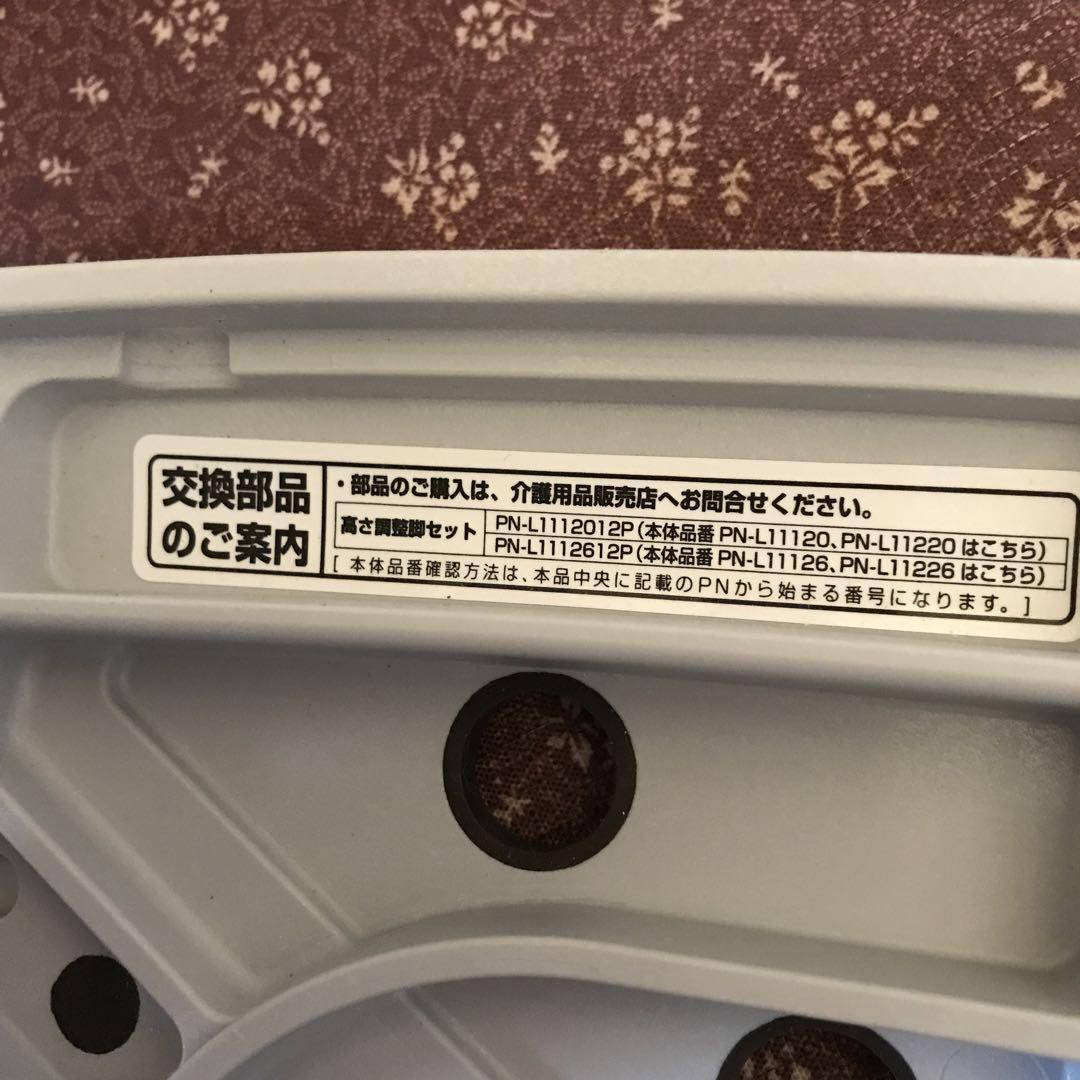 交換部品
のご案内
・部品のご購入は、介護用品販売店へお問合せください。
高さ調整脚セット
PN-L1112012P(本体品番 PN-L11120、PN-L11220 はこちら)
PN-L1112612P(本体品番 PN-L11126、PN-L11226 はこちら)
[ 本体品番確認方法は、本品中央に記載のPNから始まる番号になります。]